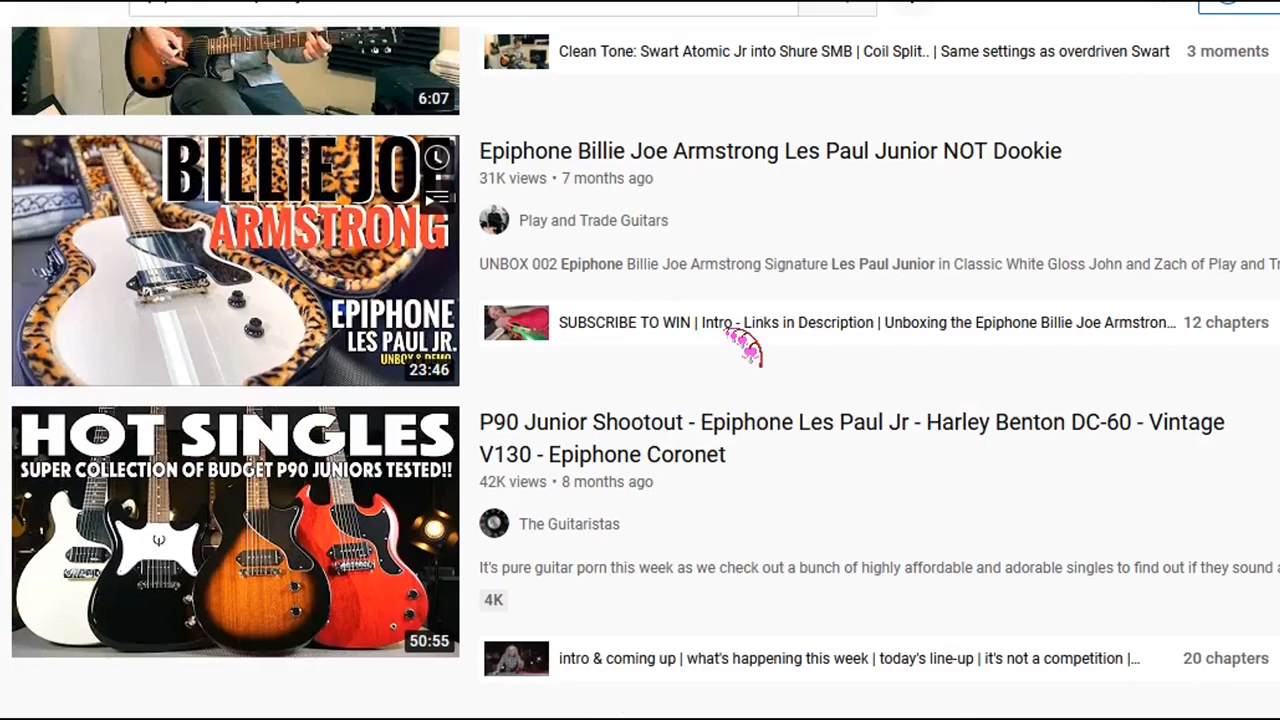 6:07
Clean Tone: Swart Atomic Jr into Shure SMB | Coil Split.. | Same settings as overdriven Swart
3 moments
BILLIE JOE
ARMSTRONG
EPIPHONE
LES PAUL JR.
UNBOX & DEMO
23:46
Epiphone Billie Joe Armstrong Les Paul Junior NOT Dookie
31K views • 7 months ago
Play and Trade Guitars
UNBOX 002 Epiphone Billie Joe Armstrong Signature Les Paul Junior in Classic White Gloss John and Zach of Play and
SUBSCRIBE TO WIN | Intro - Links in Description | Unboxing the Epiphone Billie Joe Armstron...
12 chapters
HOT SINGLES
SUPER COLLECTION OF BUDGET P90 JUNIORS TESTED!!
50:55
P90 Junior Shootout - Epiphone Les Paul Jr - Harley Benton DC-60 - Vintage
V130 - Epiphone Coronet
42K views • 8 months ago
The Guitaristas
It's pure guitar porn this week as we check out a bunch of highly affordable and adorable singles to find out if they sound
4K
intro & coming up | what's happening this week | today's line-up | it's not a competition |...
20 chapters